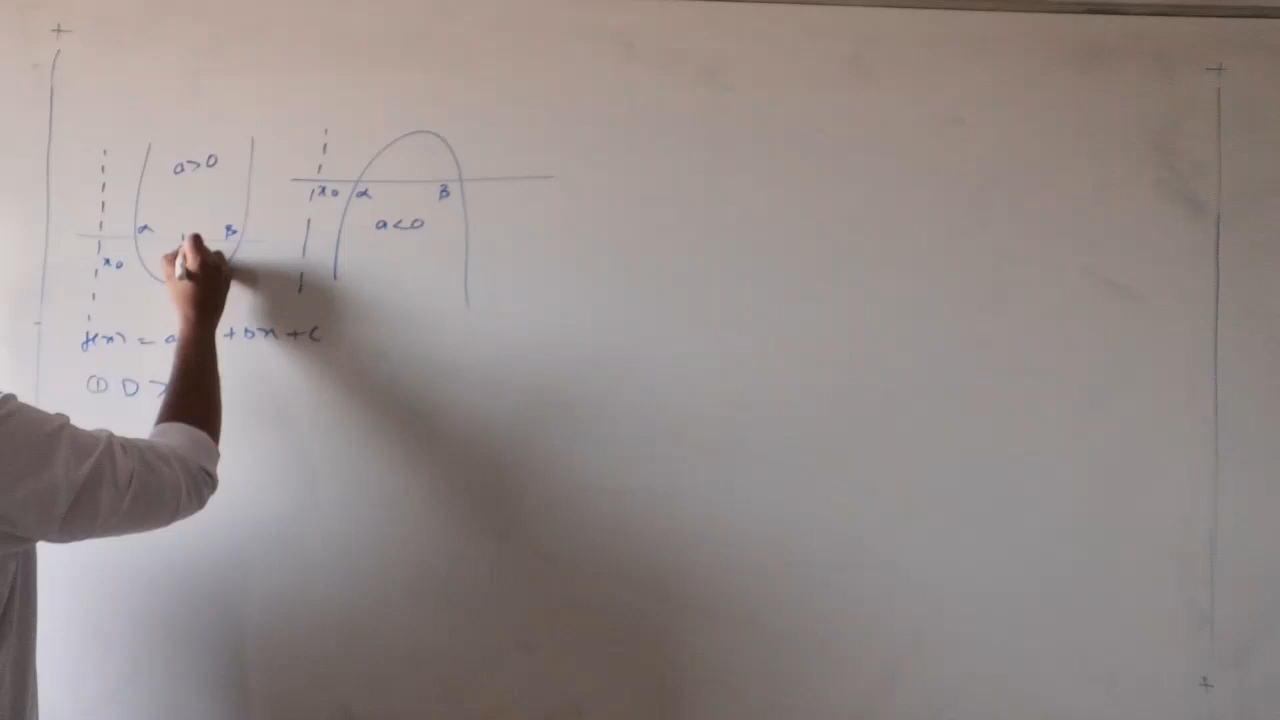 a>0
α β
x₀
x₀ α β
a<0
f(x) = a +bx+c
① D >